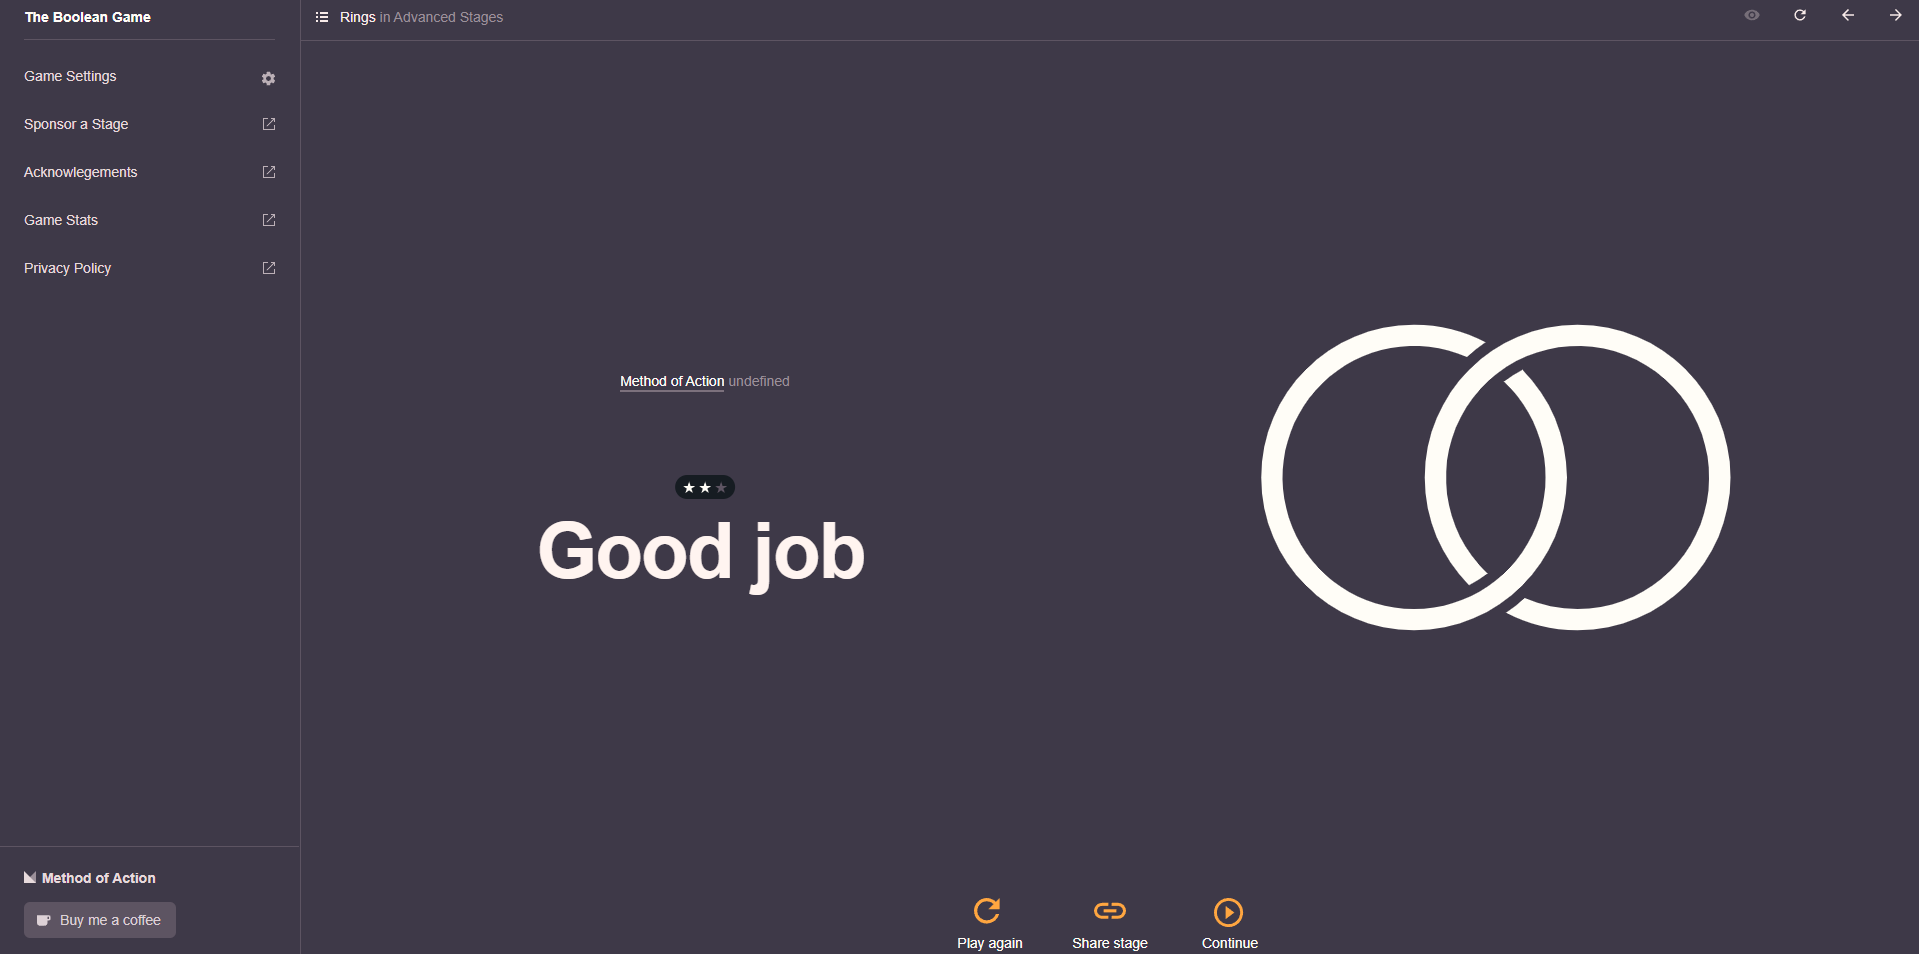 The Boolean Game
Game Settings
Sponsor a Stage
Acknowlegements
Game Stats
Privacy Policy
Method of Action
Buy me a coffee
Rings in Advanced Stages
Method of Action undefined
Good job
Play again
Share stage
Continue